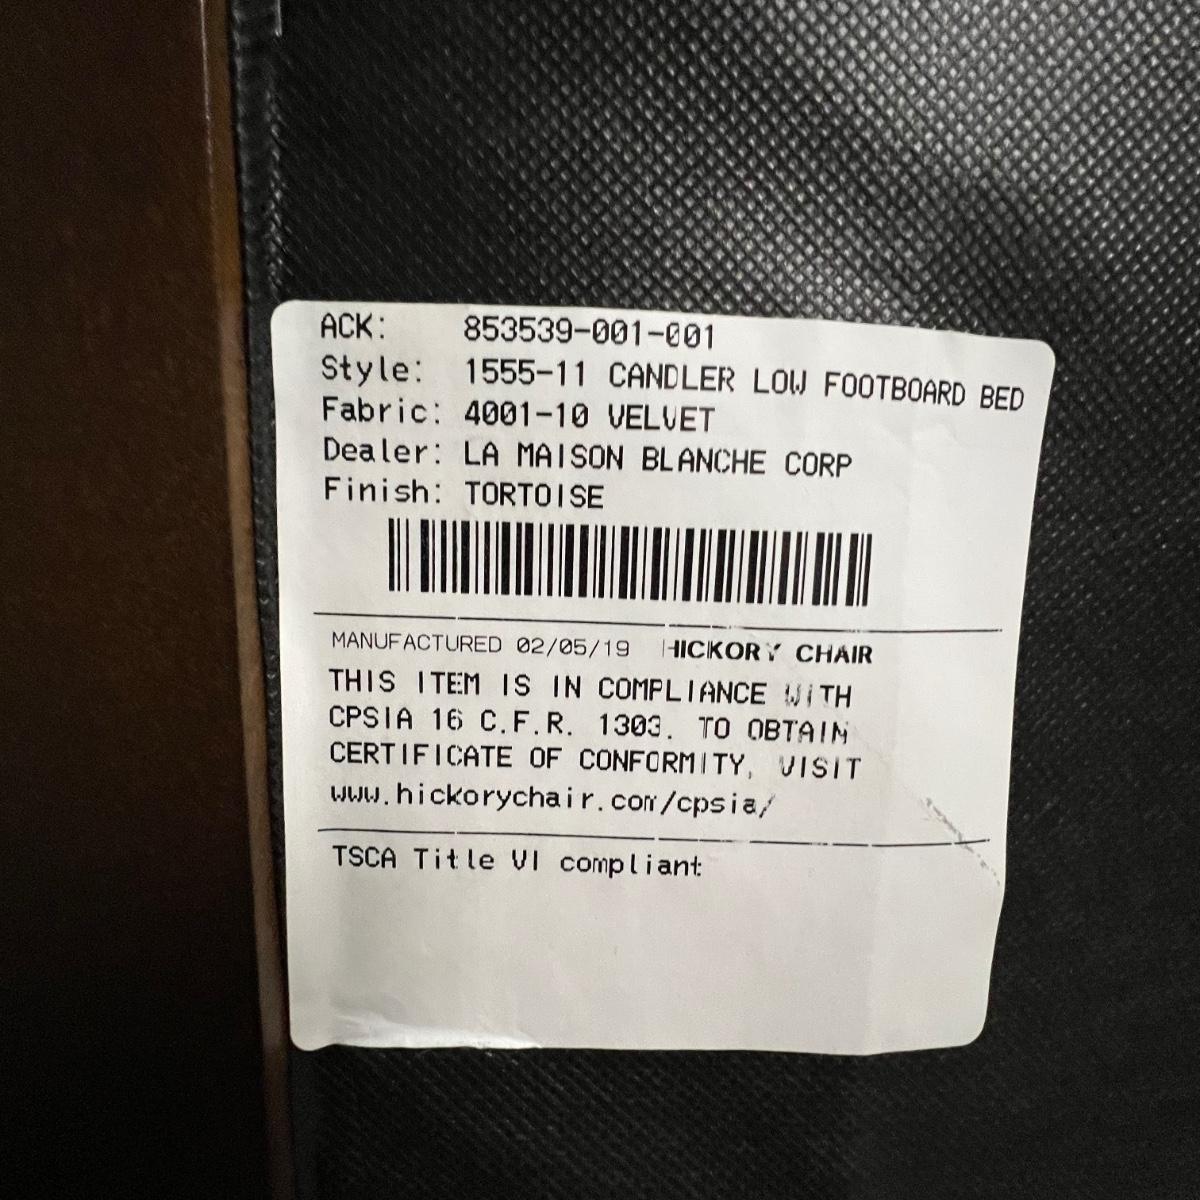 ACK: 853539-001-001
Style: 1555-11 CANDLER LOW FOOTBOARD BED
Fabric: 4001-10 VELVET
Dealer: LA MAISON BLANCHE CORP
Finish: TORTOISE
MANUFACTURED 02/05/19 HICKORY CHAIR
THIS ITEM IS IN COMPLIANCE WITH
CPSIA 16 C.F.R. 1303. TO OBTAIN
CERTIFICATE OF CONFORMITY, VISIT
www.hickorychair.com/cpsia/
TSCA Title VI compliant